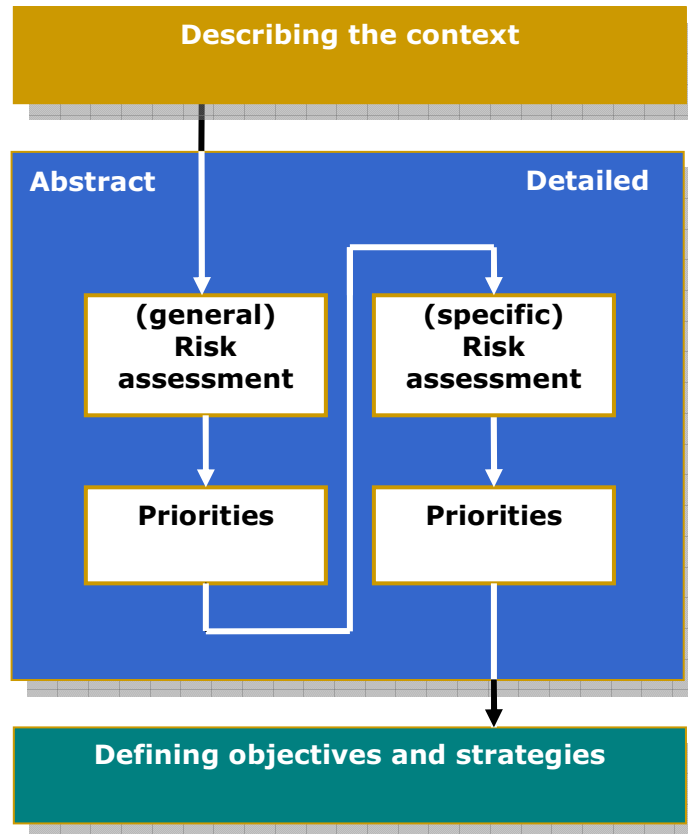 Describing the context
Abstract
Detailed
(general)
Risk
assessment
(specific)
Risk
assessment
Priorities
Priorities
Defining objectives and strategies